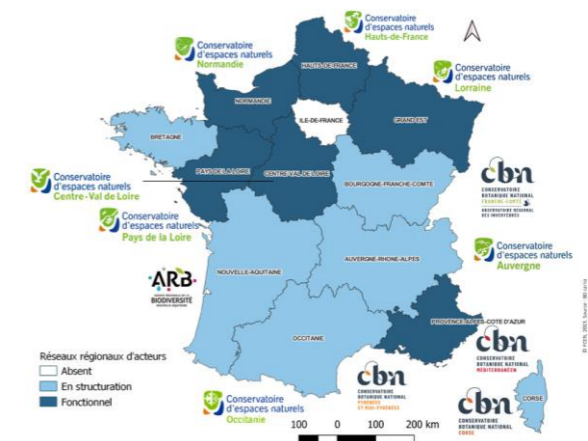 Conservatoire
d'espaces naturels
Hauts-de-France
Conservatoire
d'espaces naturels
Normandie
Conservatoire
d'espaces naturels
Lorraine
HAUTS-DE-FRANCE
NORMANDIE
ILE-DE-FRANCE
GRAND EST
BRETAGNE
PAYS DE LA LOIRE
CENTRE-VAL DE LOIRE
BOURGOGNE-FRANCHE-COMTE
cbn
CONSERVATOIRE
BOTANIQUE NATIONAL
FRANCHE-COMTÉ
OBSERVATOIRE RÉGIONAL
DES INVERTÉBRÉS
Conservatoire
d'espaces naturels
Centre-Val de Loire
Conservatoire
d'espaces naturels
Pays de la Loire
Conservatoire
d'espaces naturels
Auvergne
ARB
BIODIVERSITÉ
NOUVELLE-AQUITAINE
AUVERGNE-RHONE-ALPES
OCCITANIE
PROVENCE-ALPES-COTE D'AZUR
cbn
CONSERVATOIRE
BOTANIQUE NATIONAL
MÉDITERRANÉEN
cbn
CONSERVATOIRE
BOTANIQUE NATIONAL
PYRÉNÉES
ET MIDI-PYRÉNÉES
cbn
CONSERVATOIRE
BOTANIQUE NATIONAL
CORSE
CORSE
Réseaux régionaux d'acteurs
Absent
En structuration
Fonctionnel
Conservatoire
d'espaces naturels
Occitanie
100 0 100 200 km